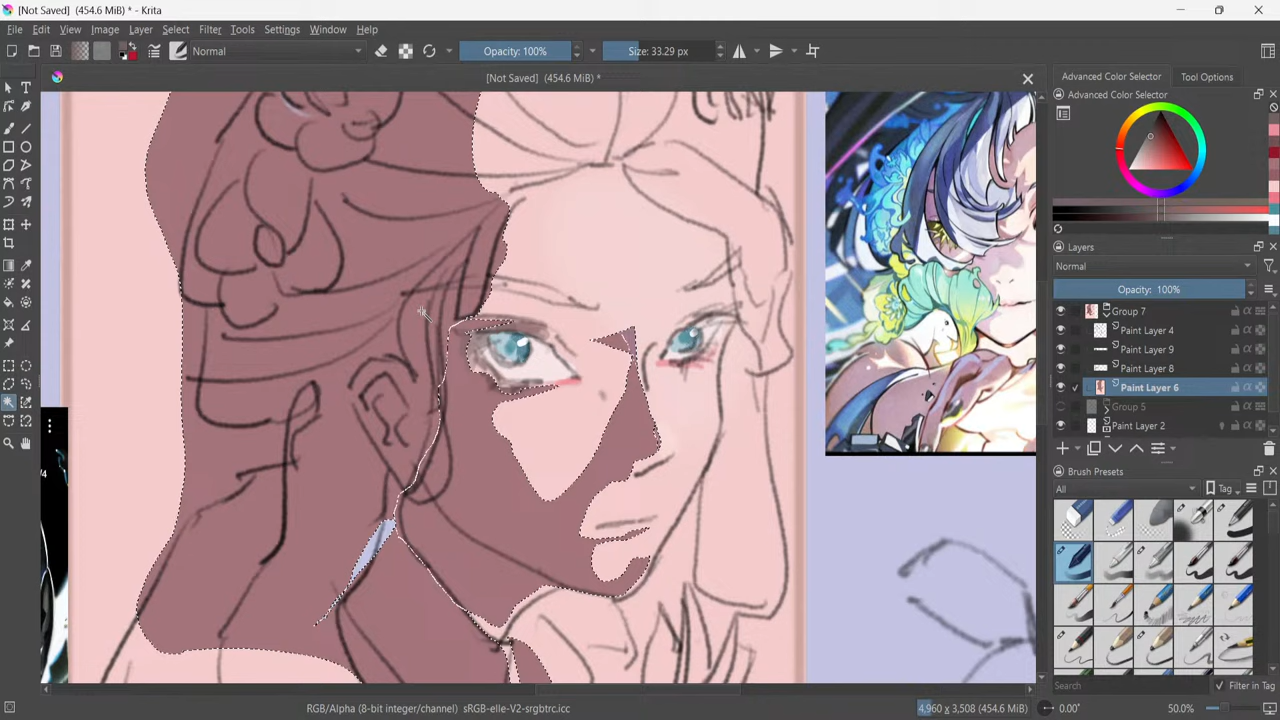 [Not Saved] (454.6 MiB) * - Krita
File Edit View Image Layer Select Filter Tools Settings Window Help
Normal
Opacity: 100%
Size: 33.29 px
[Not Saved] (454.6 MiB) *
Advanced Color Selector
Tool Options
Advanced Color Selector
Layers
Normal
Opacity: 100%
Group 7
Paint Layer 4
Paint Layer 9
Paint Layer 8
Paint Layer 6
Group 5
Paint Layer 2
Brush Presets
All
Tag
Search
Filter in Tag
RGB/Alpha (8-bit integer/channel) sRGB-elle-V2-srgbtrc.icc
4,960 x 3,508 (454.6 MiB)
0.00°
50.0%